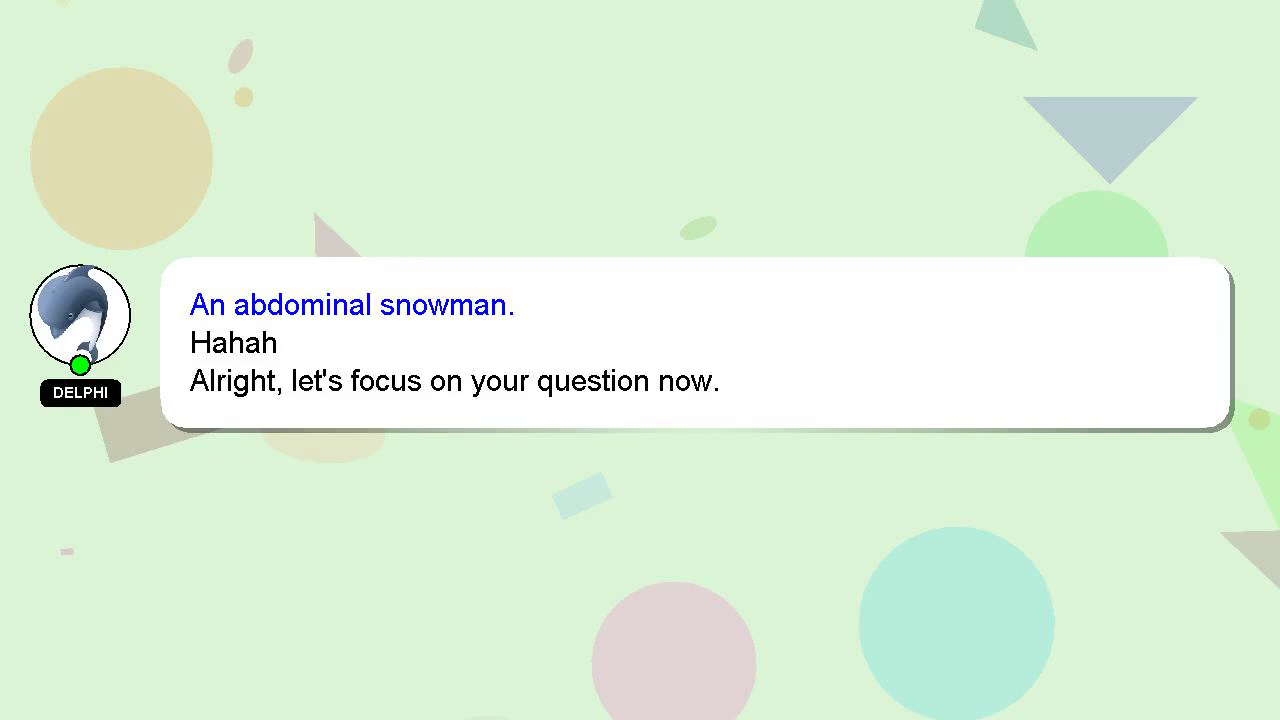 An abdominal snowman.
Hahah
Alright, let's focus on your question now.
DELPHI